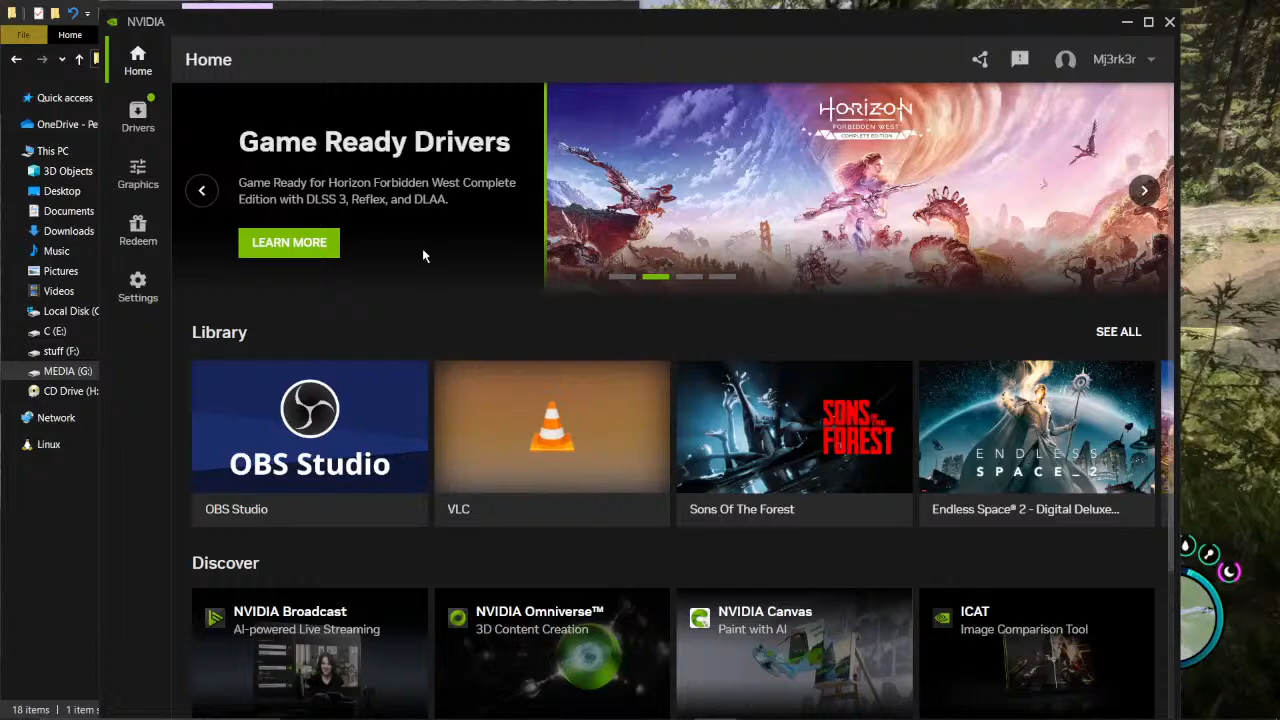 File
Home
Quick access
OneDrive - Pe
This PC
3D Objects
Desktop
Documents
Downloads
Music
Pictures
Videos
Local Disk (C
C (E:)
stuff (F:)
MEDIA (G:)
CD Drive (H:
Network
Linux
18 items
1 item s
NVIDIA
Home
Drivers
Graphics
Redeem
Settings
Home
Mj3rk3r
Game Ready Drivers
Game Ready for Horizon Forbidden West Complete
Edition with DLSS 3, Reflex, and DLAA.
LEARN MORE
HORIZON
FORBIDDEN WEST
COMPLETE EDITION
Library
SEE ALL
OBS Studio
OBS Studio
VLC
SONS OF THE
FOREST
Sons Of The Forest
ENDLESS
SPACE_2
Endless Space® 2 - Digital Deluxe...
Discover
NVIDIA Broadcast
AI-powered Live Streaming
NVIDIA Omniverse™
3D Content Creation
NVIDIA Canvas
Paint with AI
ICAT
Image Comparison Tool